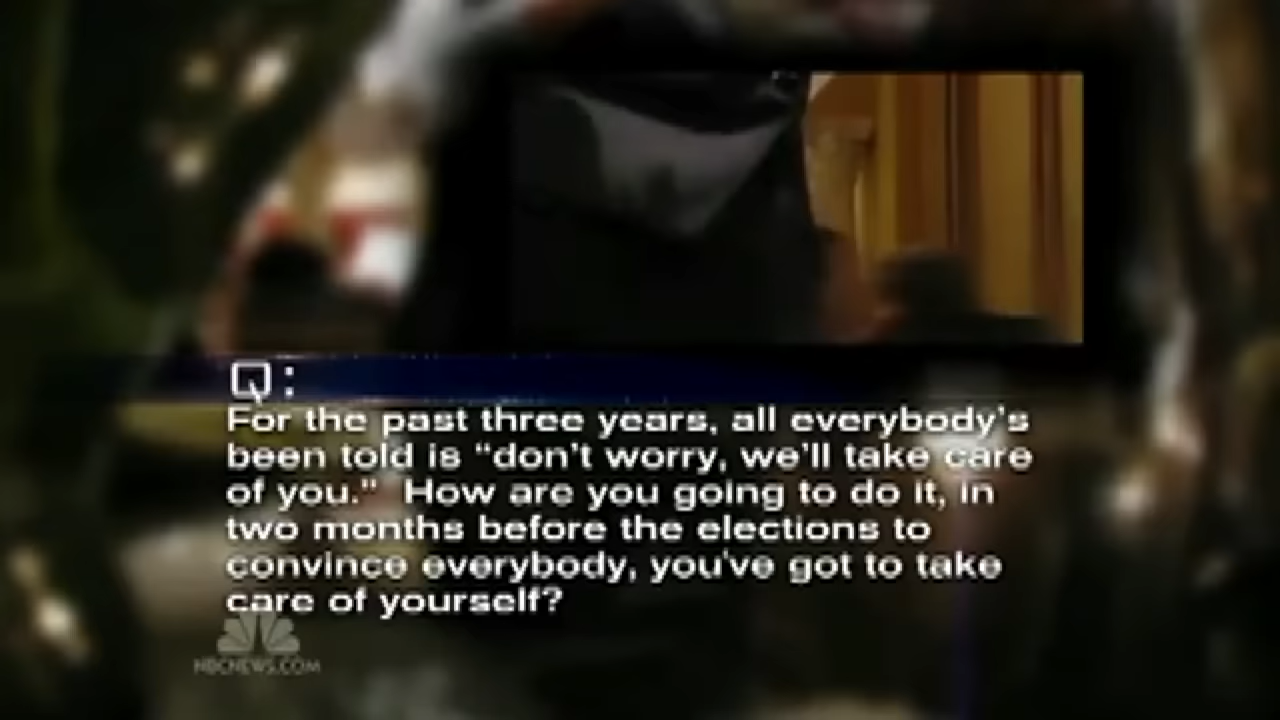 Q:
For the past three years, all everybody's
been told is "don't worry, we'll take care
of you."  How are you going to do it, in
two months before the elections to
convince everybody, you've got to take
care of yourself?
NBCNEWS.COM